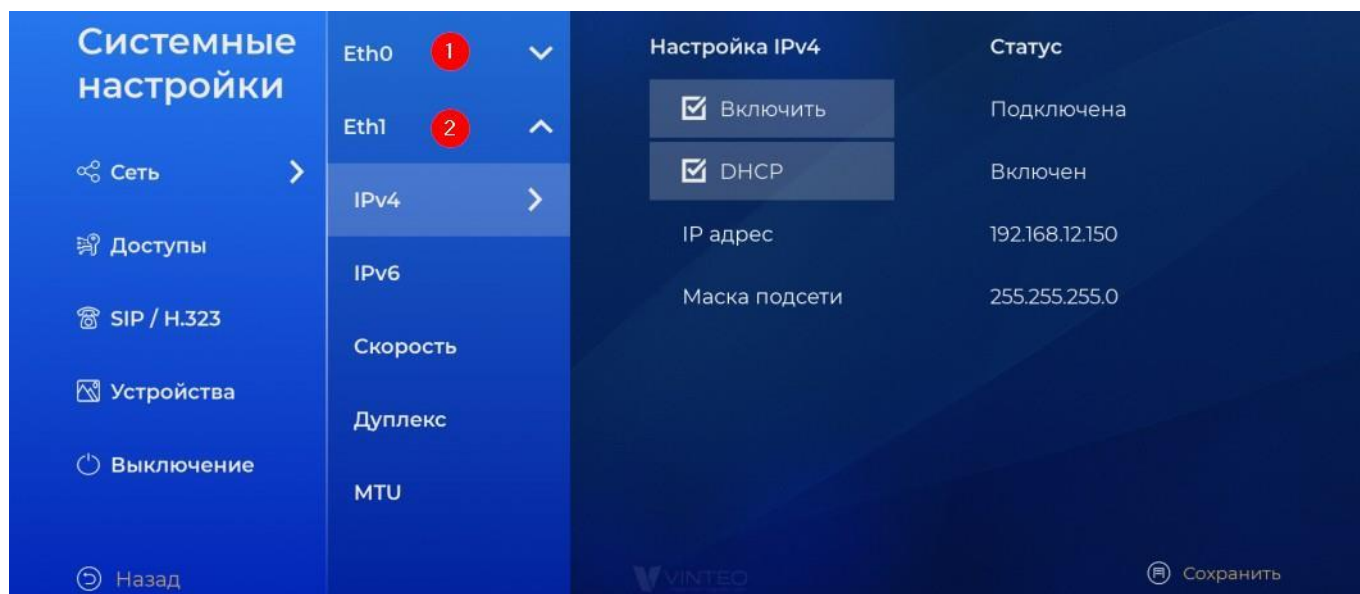 Системные
настройки
Сеть
Доступы
SIP / H.323
Устройства
Выключение
Назад
Eth0 1
Eth1 2
IPv4
IPv6
Скорость
Дуплекс
MTU
Настройка IPv4 Статус
Включить Подключена
DHCP Включен
IP адрес 192.168.12.150
Маска подсети 255.255.255.0
VINTEO
Сохранить